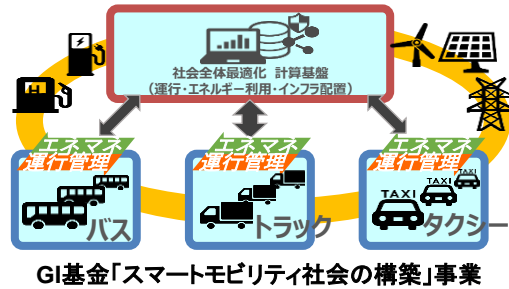 社会全体最適化 計算基盤
(運行・エネルギー利用・インフラ配置)
H
エネマネ
運行管理
バス
エネマネ
運行管理
トラック
エネマネ
運行管理
TAXI
TAXI
TAXI
タクシー
GI基金「スマートモビリティ社会の構築」事業